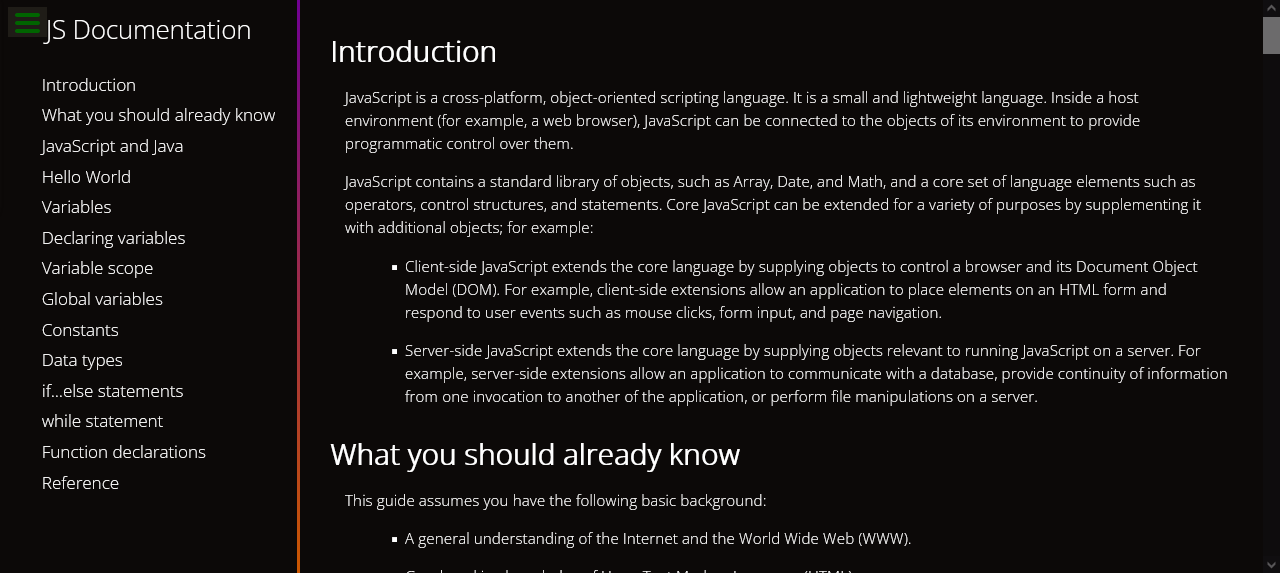 JS Documentation
Introduction
What you should already know
JavaScript and Java
Hello World
Variables
Declaring variables
Variable scope
Global variables
Constants
Data types
if...else statements
while statement
Function declarations
Reference
Introduction
JavaScript is a cross-platform, object-oriented scripting language. It is a small and lightweight language. Inside a host
environment (for example, a web browser), JavaScript can be connected to the objects of its environment to provide
programmatic control over them.
JavaScript contains a standard library of objects, such as Array, Date, and Math, and a core set of language elements such as
operators, control structures, and statements. Core JavaScript can be extended for a variety of purposes by supplementing it
with additional objects; for example:
▪ Client-side JavaScript extends the core language by supplying objects to control a browser and its Document Object
Model (DOM). For example, client-side extensions allow an application to place elements on an HTML form and
respond to user events such as mouse clicks, form input, and page navigation.
▪ Server-side JavaScript extends the core language by supplying objects relevant to running JavaScript on a server. For
example, server-side extensions allow an application to communicate with a database, provide continuity of information
from one invocation to another of the application, or perform file manipulations on a server.
What you should already know
This guide assumes you have the following basic background:
▪ A general understanding of the Internet and the World Wide Web (WWW).